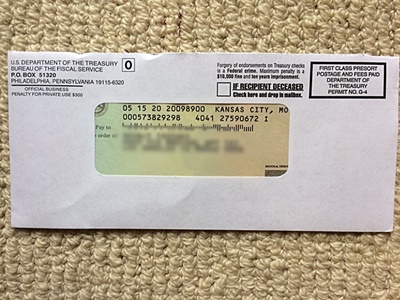 U.S. DEPARTMENT OF THE TREASURY
BUREAU OF THE FISCAL SERVICE
P.O. BOX 51320
PHILADELPHIA, PENNSYLVANIA 19115-6320
OFFICIAL BUSINESS
PENALTY FOR PRIVATE USE $300
O
Forgery of endorsements on Treasury checks
is a Federal crime. Maximum penalty is a
$10,000 fine and ten years imprisonment.
IF RECIPIENT DECEASED
Check here and drop in mailbox.
FIRST CLASS PRESORT
POSTAGE AND FEES PAID
DEPARTMENT OF
THE TREASURY
PERMIT NO. G-4
05 15 20 20098900 KANSAS CITY, MO
000573829298 4041 27590672 I
Pay to